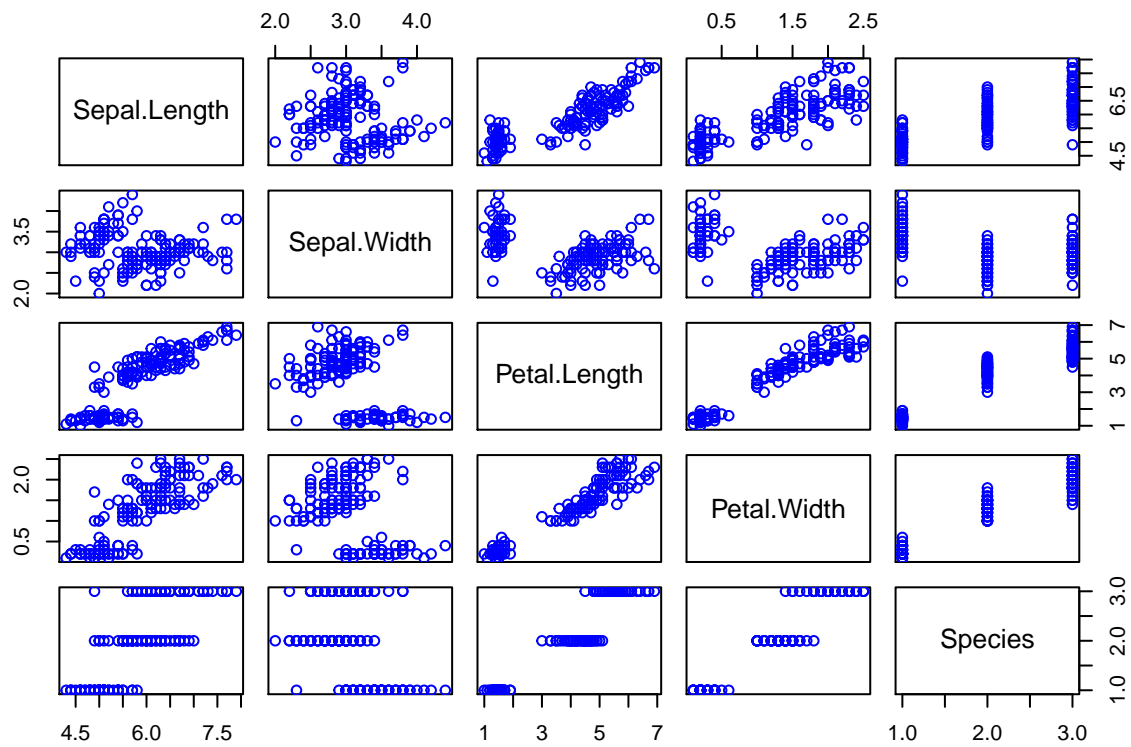 2.0 3.0 4.0
0.5 1.5 2.5
Sepal.Length
4.5 6.5
2.0 3.5
Sepal.Width
Petal.Length
1 3 5 7
0.5 2.0
Petal.Width
Species
1.0 2.0 3.0
4.5 6.0 7.5
1 3 5 7
1.0 2.0 3.0